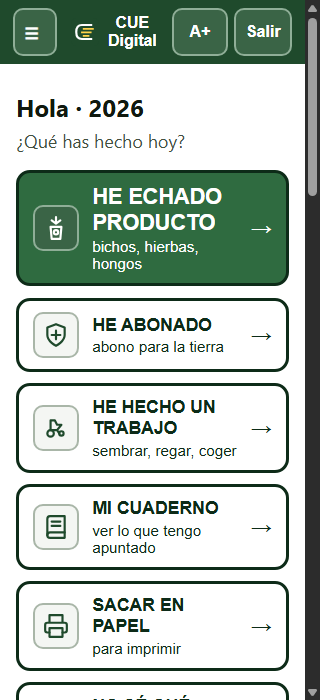 CUE
Digital
A+
Salir
Hola · 2026
¿Qué has hecho hoy?
HE ECHADO
PRODUCTO
bichos, hierbas,
hongos
→
HE ABONADO
abono para la tierra
→
HE HECHO UN
TRABAJO
sembrar, regar, coger
→
MI CUADERNO
ver lo que tengo
apuntado
→
SACAR EN
PAPEL
para imprimir
→